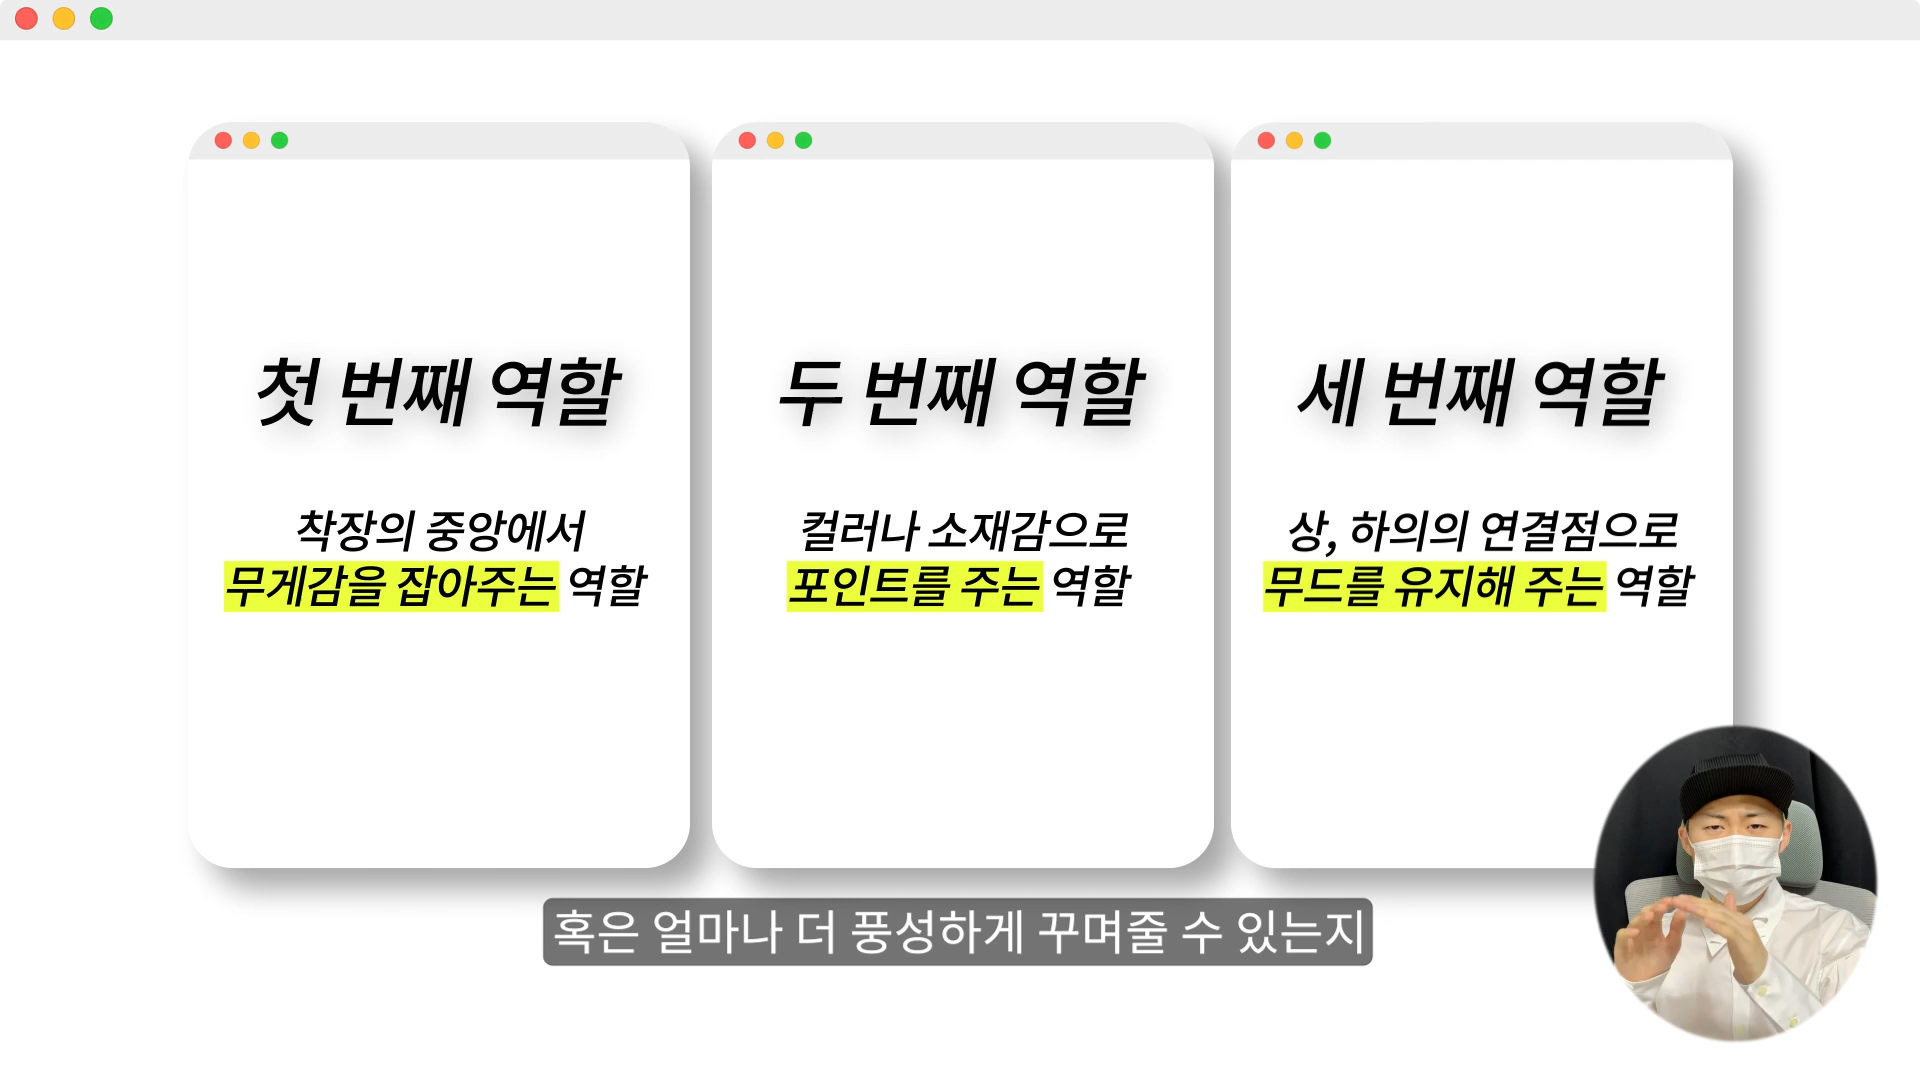 첫 번째 역할
착장의 중앙에서
무게감을 잡아주는 역할
두 번째 역할
컬러나 소재감으로
포인트를 주는 역할
세 번째 역할
상, 하의의 연결점으로
무드를 유지해 주는 역할
혹은 얼마나 더 풍성하게 꾸며줄 수 있는지